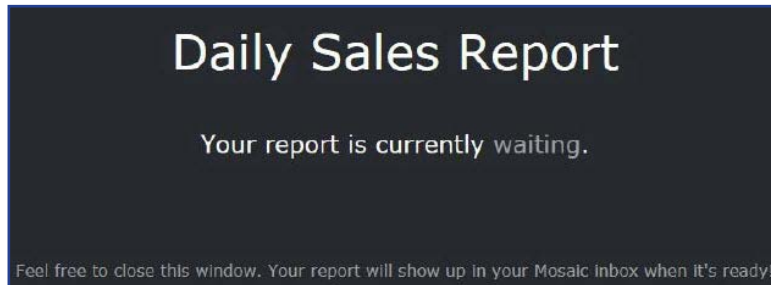 Daily Sales Report
Your report is currently waiting.
Feel free to close this window. Your report will show up in your Mosaic inbox when it's ready!